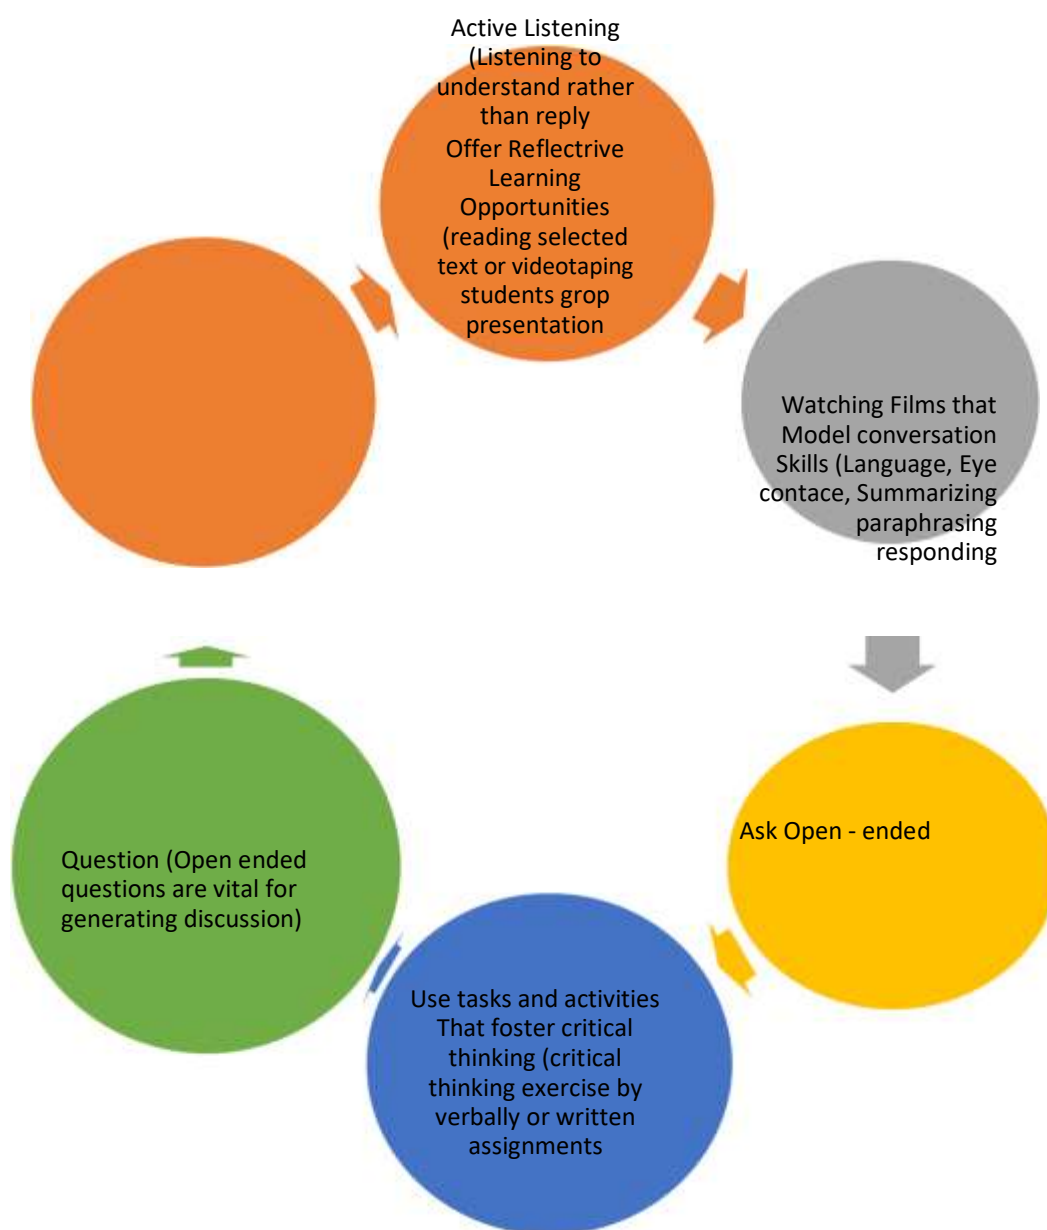 Active Listening
(Listening to
understand rather
than reply
Offer Reflectrive
Learning
Opportunities
(reading selected
text or videotaping
students grop
presentation
Watching Films that
Model conversation
Skills (Language, Eye
contace, Summarizing
paraphrasing
responding
Ask Open - ended
Question (Open ended
questions are vital for
generating discussion)
Use tasks and activities
That foster critical
thinking (critical
thinking exercise by
verbally or written
assignments